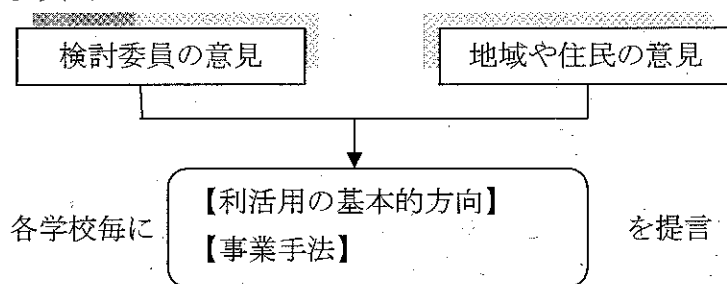 検討委員の意見
地域や住民の意見
【利活用の基本的方向】
各学校毎に
を提言
【事業手法】